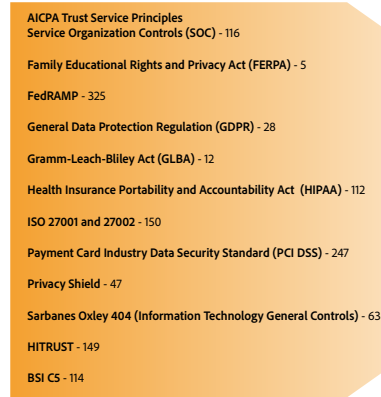 AICPA Trust Service Principles
Service Organization Controls (SOC) - 116
Family Educational Rights and Privacy Act (FERPA) - 5
FedRAMP - 325
General Data Protection Regulation (GDPR) - 28
Gramm-Leach-Bliley Act (GLBA) - 12
Health Insurance Portability and Accountability Act (HIPAA) - 112
ISO 27001 and 27002 - 150
Payment Card Industry Data Security Standard (PCI DSS) - 247
Privacy Shield - 47
Sarbanes Oxley 404 (Information Technology General Controls) - 63
HITRUST - 149
BSI C5 - 114